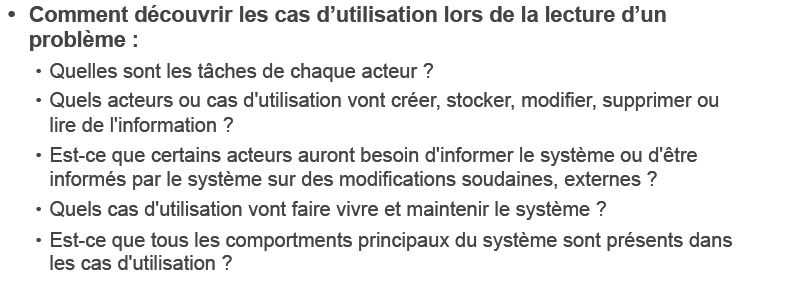 • Comment découvrir les cas d’utilisation lors de la lecture d’un
problème :
• Quelles sont les tâches de chaque acteur ?
• Quels acteurs ou cas d'utilisation vont créer, stocker, modifier, supprimer ou
lire de l'information ?
• Est-ce que certains acteurs auront besoin d'informer le système ou d'être
informés par le système sur des modifications soudaines, externes ?
• Quels cas d'utilisation vont faire vivre et maintenir le système ?
• Est-ce que tous les comportments principaux du système sont présents dans
les cas d'utilisation ?